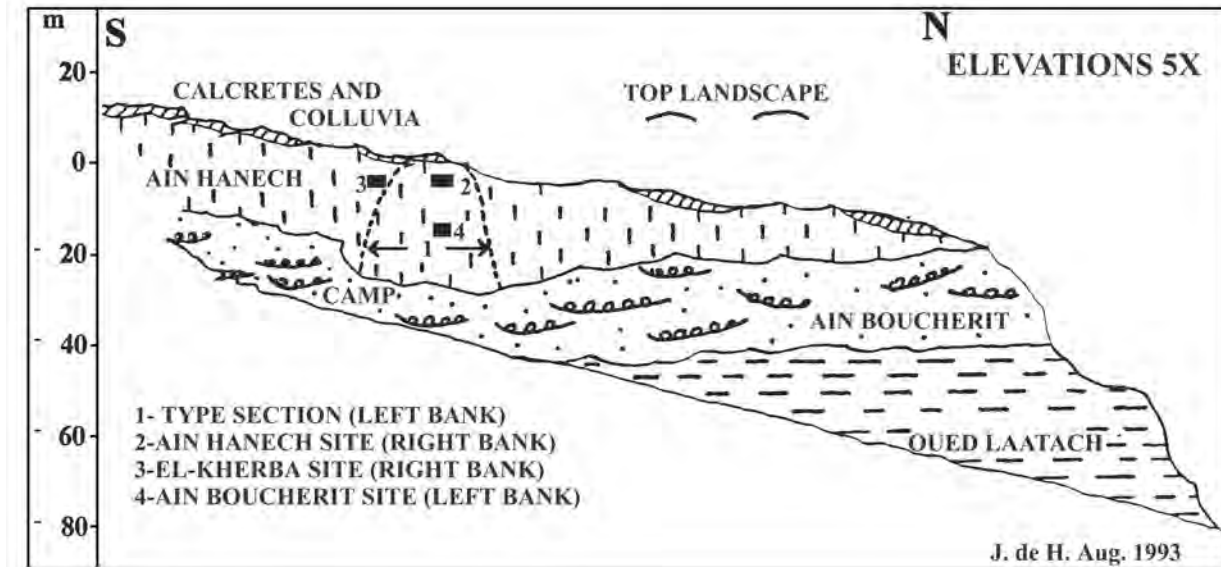 m
S
N
ELEVATIONS 5X
20
CALCRETES AND
COLLUVIA
TOP LANDSCAPE
0
AIN HANECH
3
2
4
1
- 20
CAMP
AIN BOUCHERIT
- 40
1- TYPE SECTION (LEFT BANK)
2-AIN HANECH SITE (RIGHT BANK)
3-EL-KHERBA SITE (RIGHT BANK)
4-AIN BOUCHERIT SITE (LEFT BANK)
OUED LAATACH
- 60
- 80
J. de H. Aug. 1993